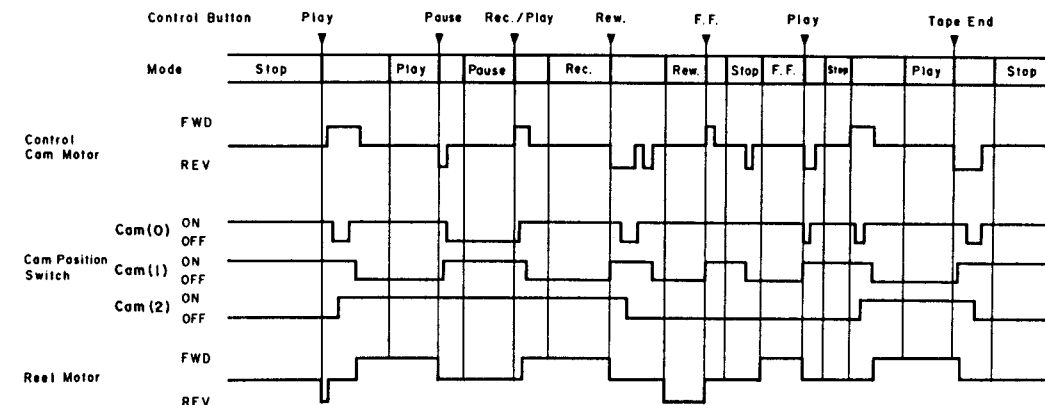 Control Button Play Pause Rec./Play Rew. F.F. Play Tape End
Mode Stop Play Pause Rec. Rew. Stop F.F. Stop Play Stop
FWD
Control
Cam Motor
REV
Cam(0) ON
OFF
Cam Position
Switch
Cam(1) ON
OFF
Cam(2) ON
OFF
FWD
Reel Motor
REV